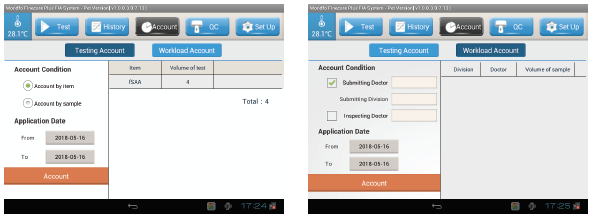 Wondfo Finecare Plus FIA System - Pet Version[ V1.0.0.3.0.7.13 ]
28.1°C
Test
History
Account
QC
Set Up
Testing Account
Workload Account
Account Condition
Account by item
Account by sample
Application Date
From 2018-05-16
To 2018-05-16
Account
Item Volume of test
fSAA 4
Total : 4
17:24
Wondfo Finecare Plus FIA System - Pet Version[ V1.0.0.3.0.7.13 ]
28.1°C
Test
History
Account
QC
Set Up
Testing Account
Workload Account
Account Condition
Submitting Doctor
Submitting Division
Inspecting Doctor
Application Date
From 2018-05-16
To 2018-05-16
Account
Division Doctor Volume of sample
17:25